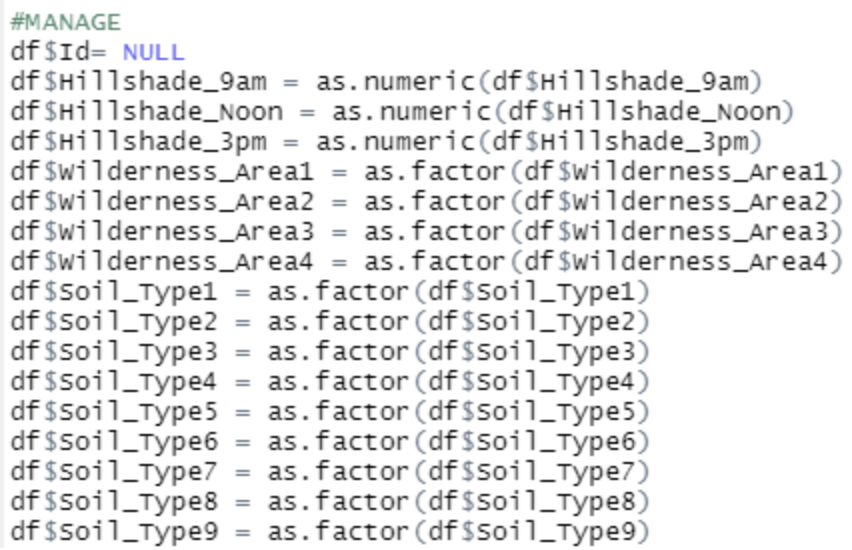 #MANAGE
df$Id= NULL
df$Hillshade_9am = as.numeric(df$Hillshade_9am)
df$Hillshade_Noon = as.numeric(df$Hillshade_Noon)
df$Hillshade_3pm = as.numeric(df$Hillshade_3pm)
df$Wilderness_Area1 = as.factor(df$Wilderness_Area1)
df$Wilderness_Area2 = as.factor(df$Wilderness_Area2)
df$Wilderness_Area3 = as.factor(df$Wilderness_Area3)
df$Wilderness_Area4 = as.factor(df$Wilderness_Area4)
df$Soil_Type1 = as.factor(df$Soil_Type1)
df$Soil_Type2 = as.factor(df$Soil_Type2)
df$Soil_Type3 = as.factor(df$Soil_Type3)
df$Soil_Type4 = as.factor(df$Soil_Type4)
df$Soil_Type5 = as.factor(df$Soil_Type5)
df$Soil_Type6 = as.factor(df$Soil_Type6)
df$Soil_Type7 = as.factor(df$Soil_Type7)
df$Soil_Type8 = as.factor(df$Soil_Type8)
df$Soil_Type9 = as.factor(df$Soil_Type9)